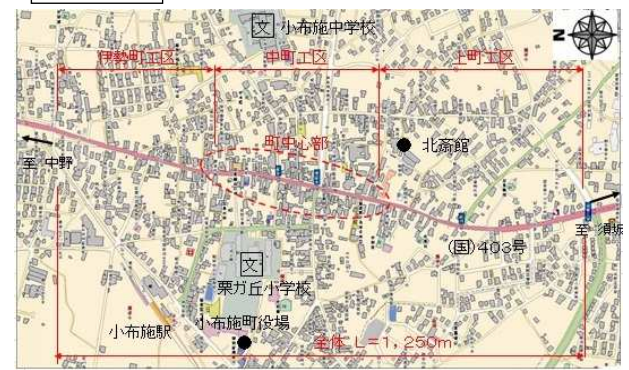 文 小布施中学校
N
伊勢町工区 中町工区 上町工区
町中心部
北斎館
至 中野
至 須坂
(国)403号
文
栗ガ丘小学校
小布施駅
小布施町役場
全体 L=1,250m